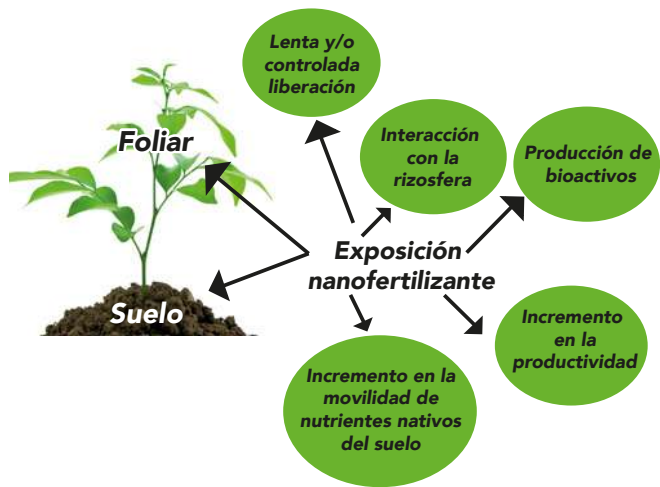 Lenta y/o
controlada
liberación
Foliar
Interacción
con la
rizosfera
Producción de
bioactivos
Exposición
nanofertilizante
Suelo
Incremento
en la
productividad
Incremento en la
movilidad de
nutrientes nativos
del suelo